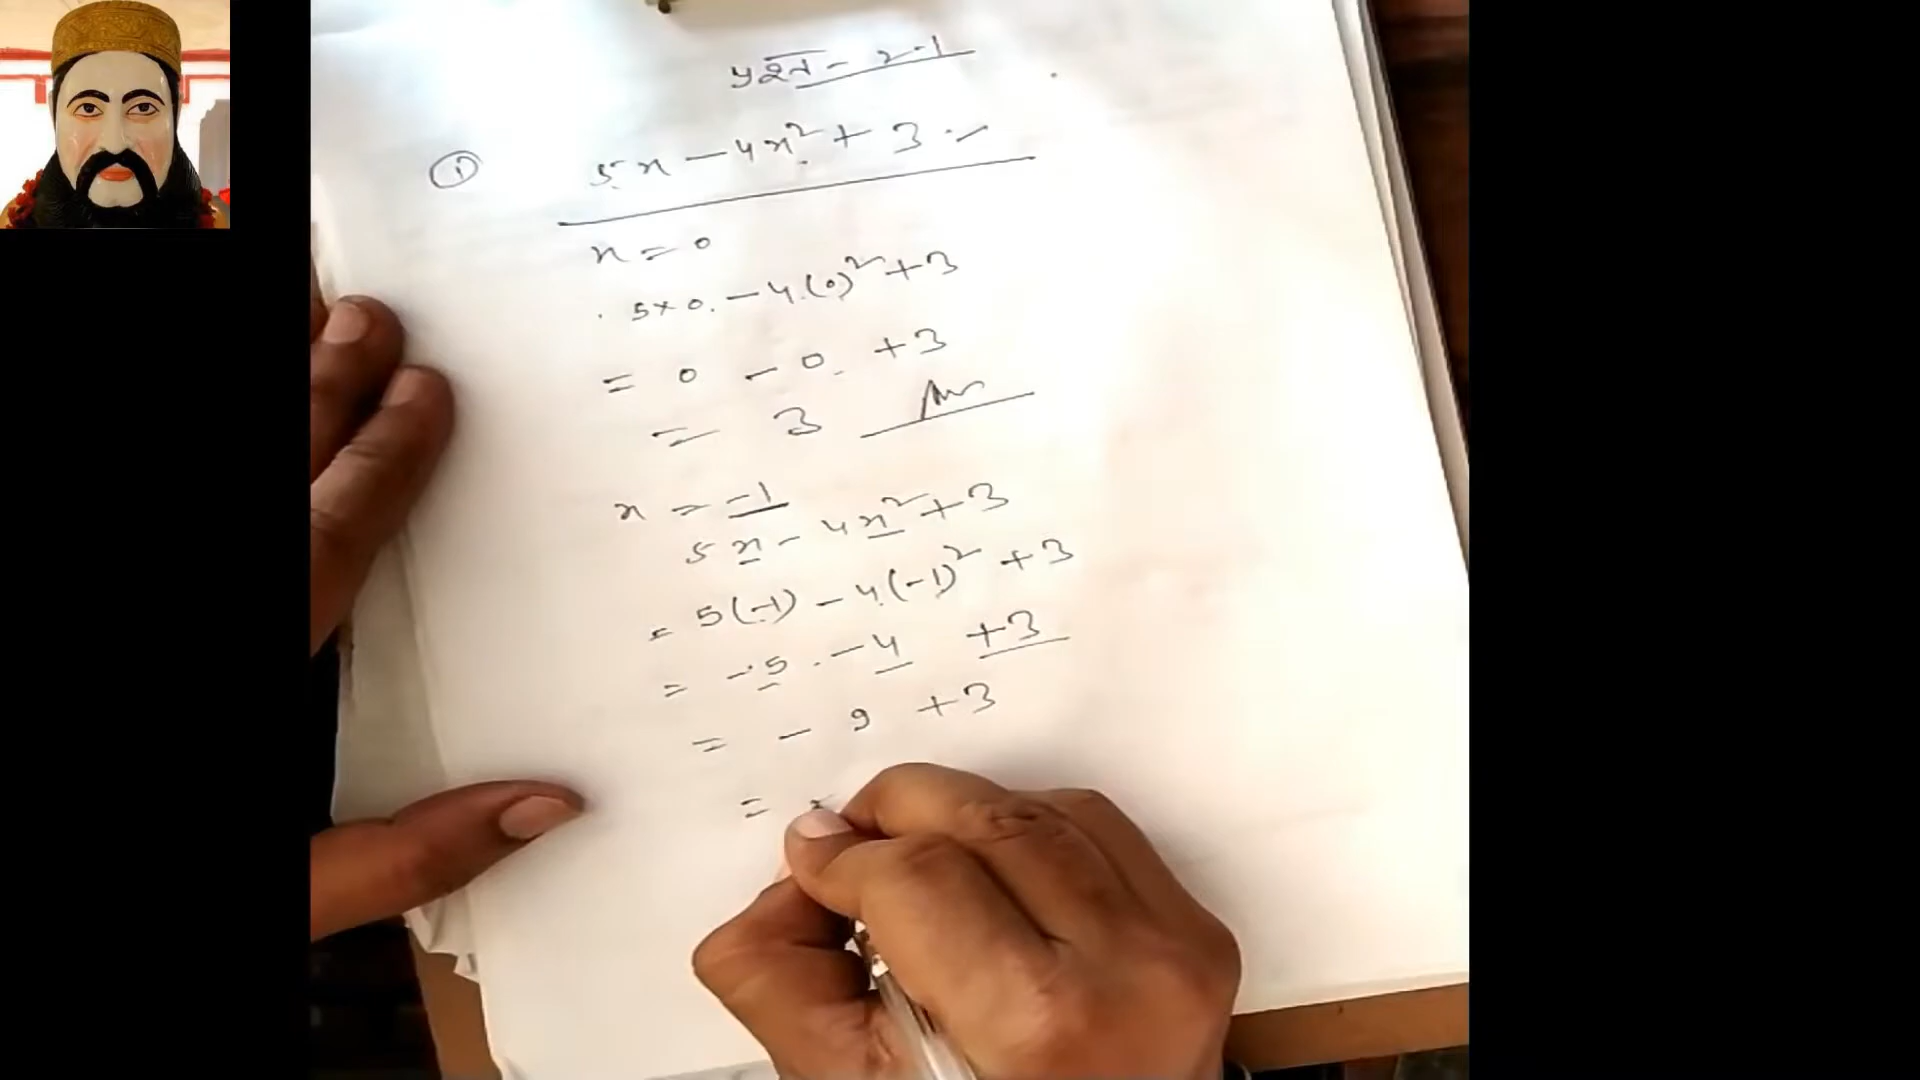 प्रश्न - 2.1
① 5x - 4x² + 3
x = 0
5×0 - 4(0)² + 3
= 0 - 0 + 3
= 3 Ans
x = -1
5x - 4x² + 3
= 5(-1) - 4(-1)² + 3
= -5 - 4 + 3
= - 9 + 3
=